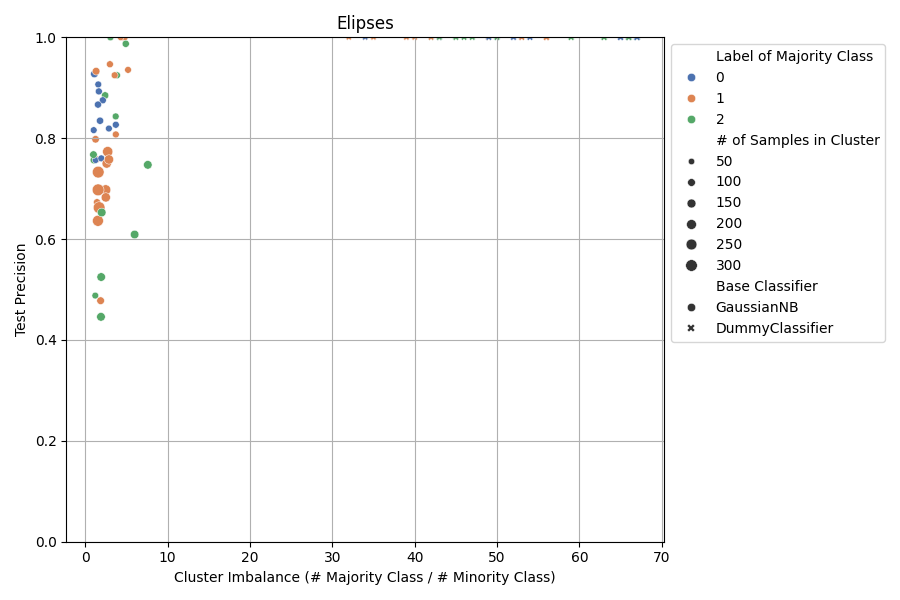 Elipses
1.0
0.8
0.6
0.4
0.2
0.0
Test Precision
0 10 20 30 40 50 60 70
Cluster Imbalance (# Majority Class / # Minority Class)
Label of Majority Class
0
1
2
# of Samples in Cluster
50
100
150
200
250
300
Base Classifier
GaussianNB
DummyClassifier